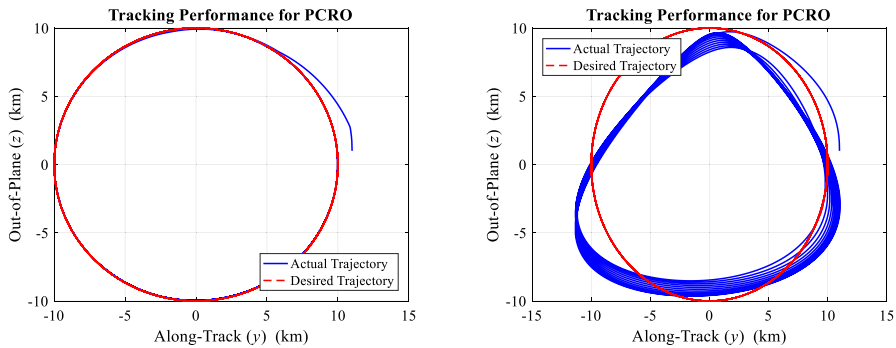 Tracking Performance for PCRO
10
5
0
-5
-10
Out-of-Plane (z) (km)
-10 -5 0 5 10 15
Along-Track (y) (km)
Actual Trajectory
Desired Trajectory
Tracking Performance for PCRO
10
5
0
-5
-10
Out-of-Plane (z) (km)
-15 -10 -5 0 5 10 15
Along-Track (y) (km)
Actual Trajectory
Desired Trajectory